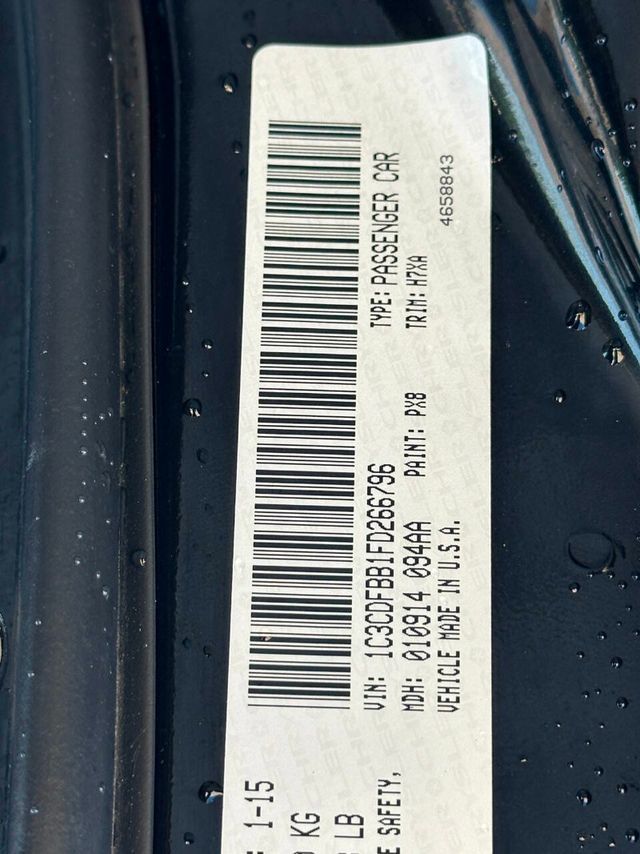 : 1-15
KG
LB
E SAFETY,
VIN: 1C3CDFBB1FD266796
TYPE: PASSENGER CAR
MDH: 010914 094AA
PAINT: PX8
TRIM: H7XA
VEHICLE MADE IN U.S.A.
4658843